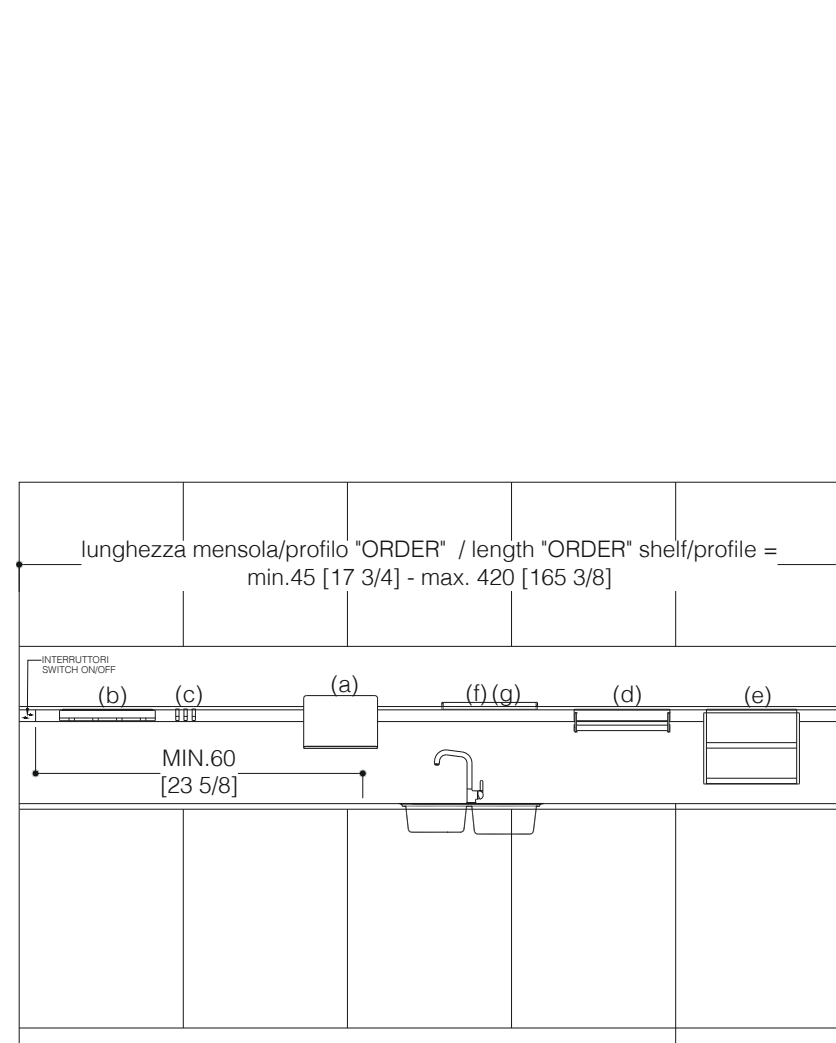 lunghezza mensola/profilo "ORDER" / length "ORDER" shelf/profile =
min.45 [17 3/4] - max. 420 [165 3/8]
INTERRUTTORI
SWITCH ON/OFF
(b)
(c)
(a)
(f) (g)
(d)
(e)
MIN.60
[23 5/8]